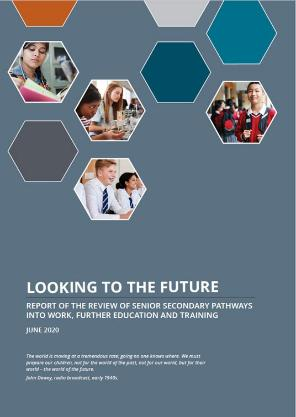 LOOKING TO THE FUTURE
REPORT OF THE REVIEW OF SENIOR SECONDARY PATHWAYS
INTO WORK, FURTHER EDUCATION AND TRAINING
JUNE 2020
The world is moving at a tremendous rate, going no one knows where. We must
prepare our children, not for the world of the past, not for our world, but for their
world – the world of the future.
John Dewey, radio broadcast, early 1940s.